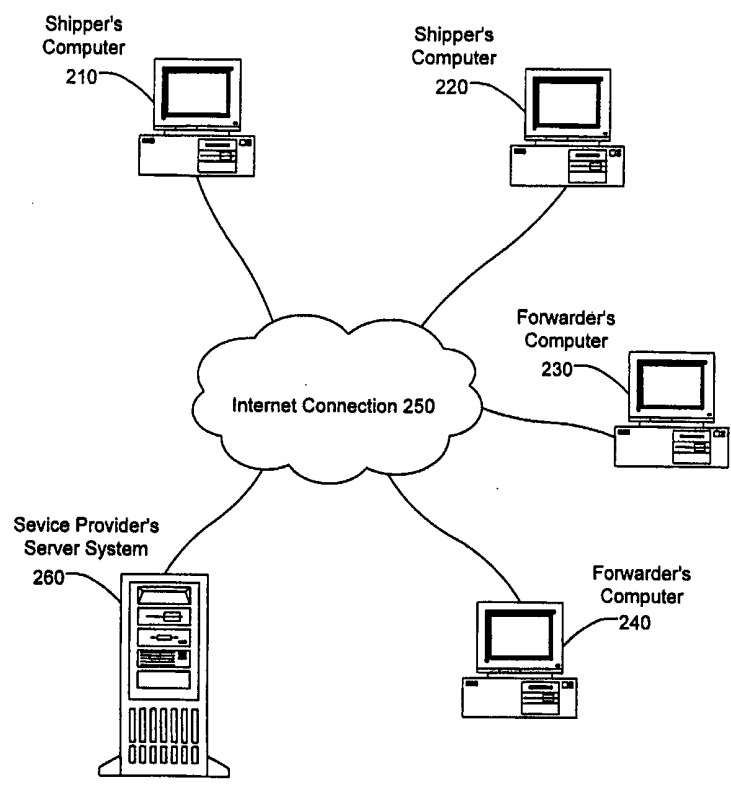 Shipper's
Computer
210
Shipper's
Computer
220
Forwarder's
Computer
230
Internet Connection 250
Sevice Provider's
Server System
260
Forwarder's
Computer
240